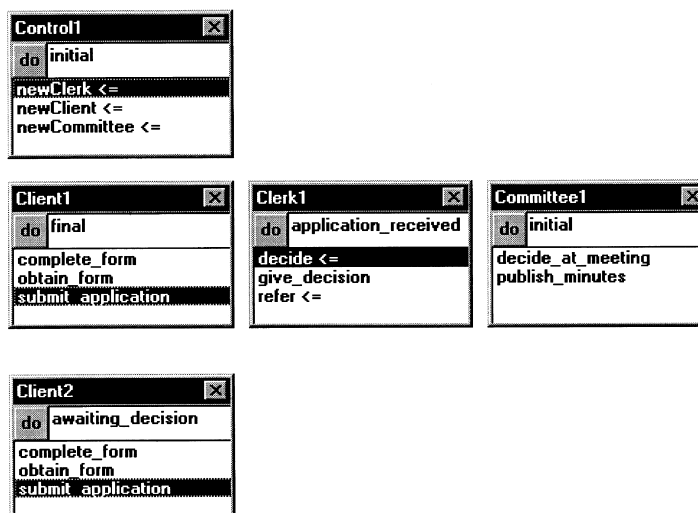 Control1
do initial
newClerk <=
newClient <=
newCommittee <=
Client1
do final
complete_form
obtain_form
submit_application
Clerk1
do application_received
decide <=
give_decision
refer <=
Committee1
do initial
decide_at_meeting
publish_minutes
Client2
do awaiting_decision
complete_form
obtain_form
submit_application